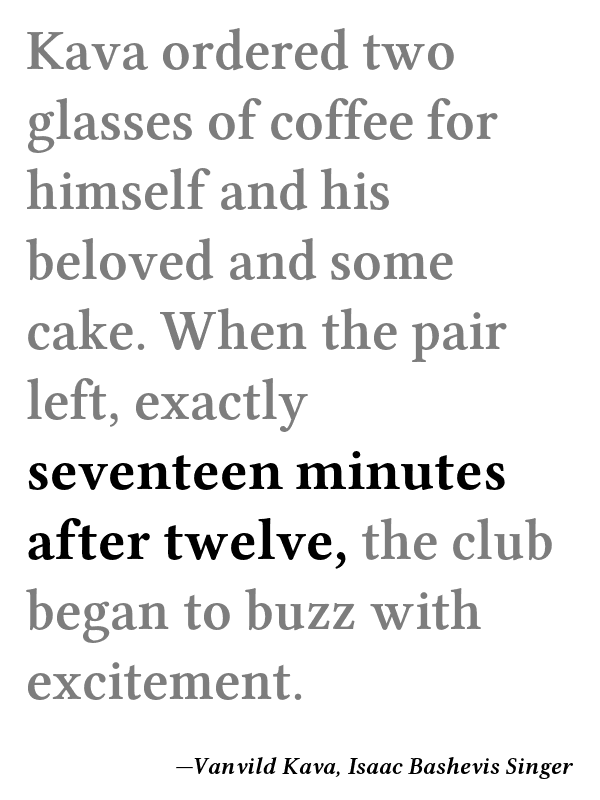 Kava ordered two
glasses of coffee for
himself and his
beloved and some
cake. When the pair
left, exactly
seventeen minutes
after twelve, the club
began to buzz with
excitement.
—Vanvild Kava, Isaac Bashevis Singer